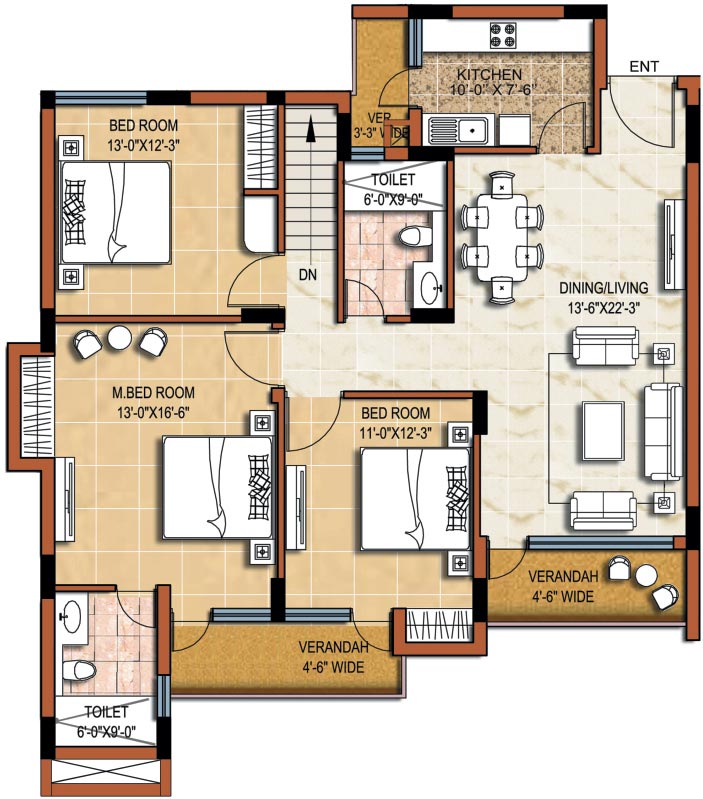 ENT
KITCHEN
10'-0" X 7'-6"
VER
3'-3" WIDE
BED ROOM
13'-0"X12'-3"
TOILET
6'-0"X9'-0"
DN
DINING/LIVING
13'-6"X22'-3"
M.BED ROOM
13'-0"X16'-6"
BED ROOM
11'-0"X12'-3"
VERANDAH
4'-6" WIDE
VERANDAH
4'-6" WIDE
TOILET
6'-0"X9'-0"